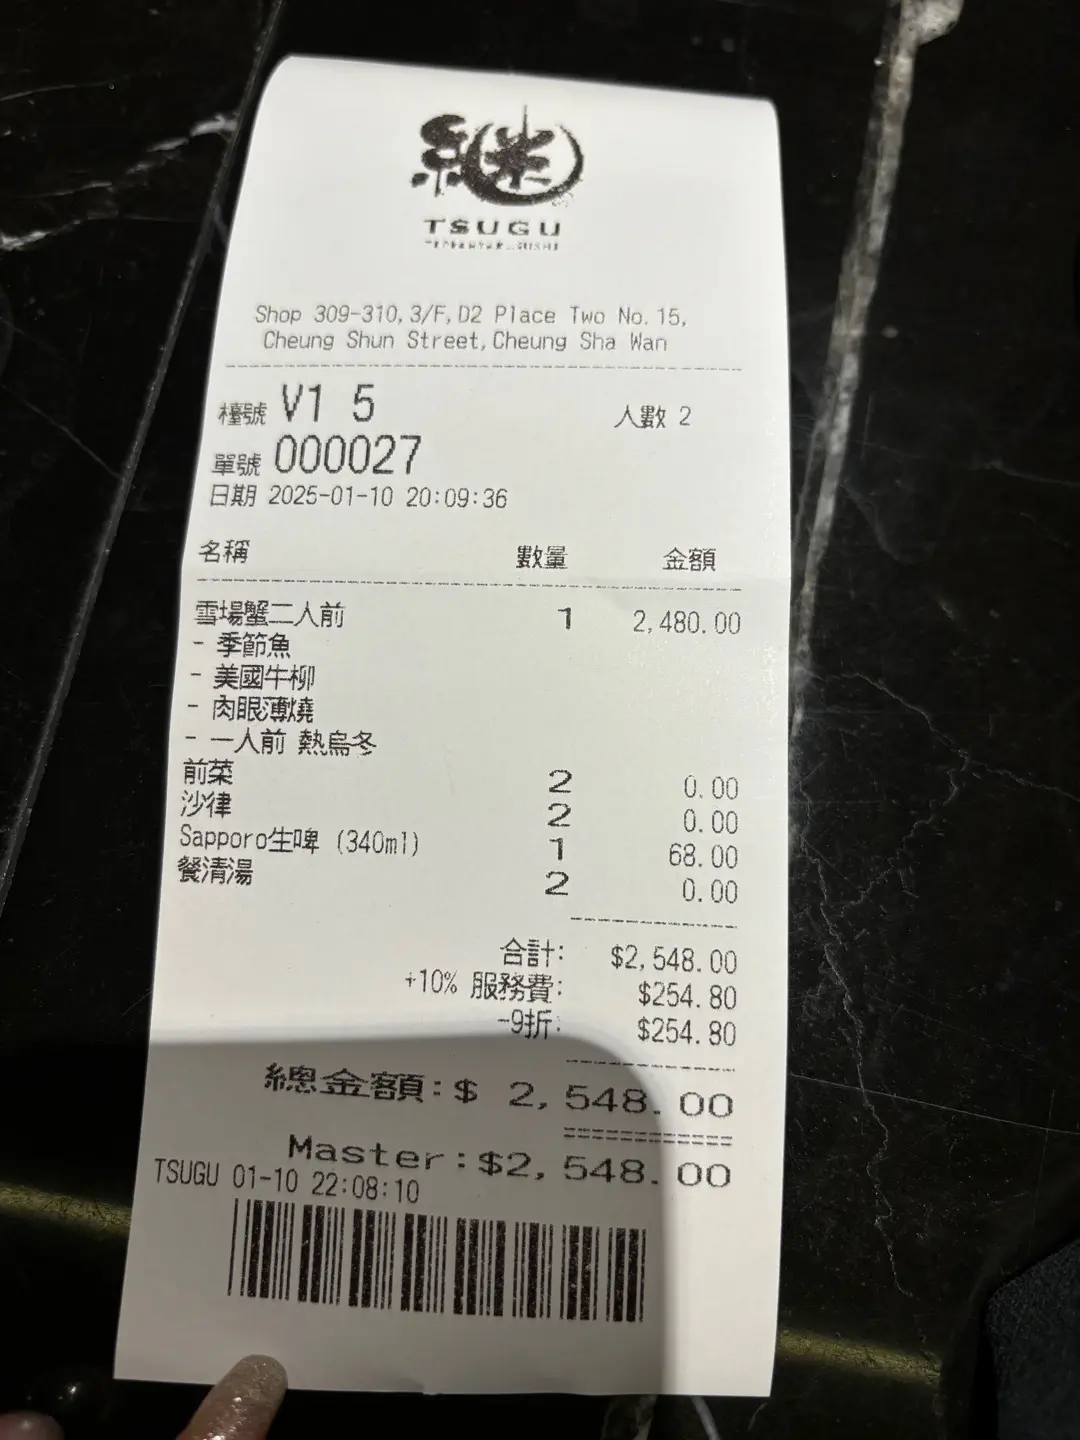 TSUGU
Shop 309-310,3/F,D2 Place Two No.15,
Cheung Shun Street,Cheung Sha Wan
檯號 V1 5 人數 2
單號 000027
日期 2025-01-10 20:09:36
名稱 數量 金額
雪場蟹二人前 1 2,480.00
- 季節魚
- 美國牛柳
- 肉眼薄燒
- 一人前 熱烏冬
前菜 2 0.00
沙律 2 0.00
Sapporo生啤 (340ml) 1 68.00
餐清湯 2 0.00
合計: $2,548.00
+10% 服務費: $254.80
-9折: $254.80
總金額:$ 2,548.00
Master:$2,548.00
TSUGU 01-10 22:08:10